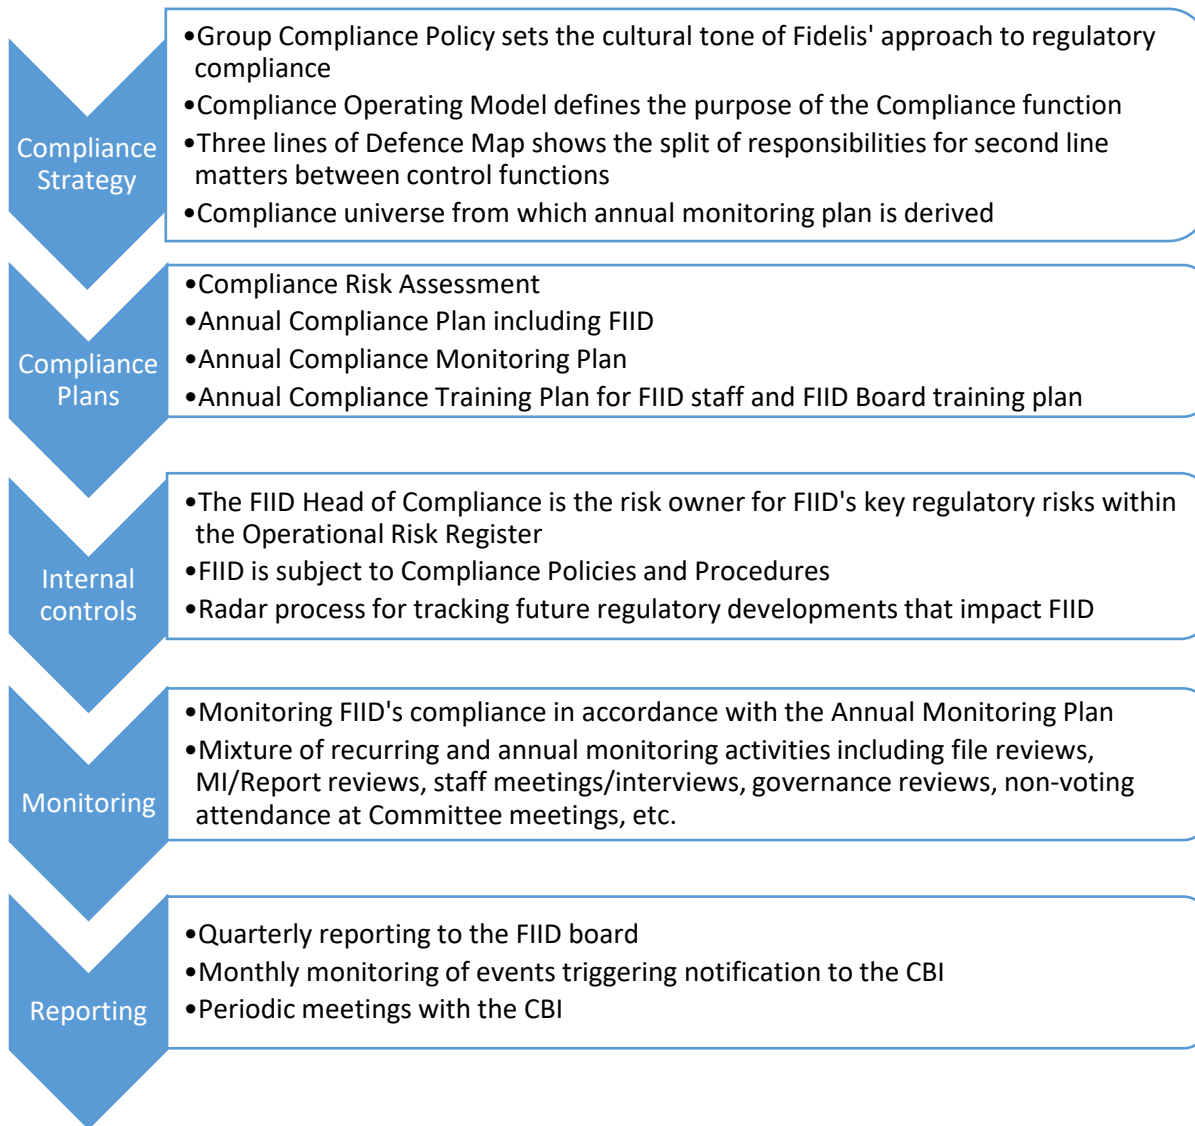 Compliance
Strategy
•Group Compliance Policy sets the cultural tone of Fidelis' approach to regulatory
compliance
•Compliance Operating Model defines the purpose of the Compliance function
•Three lines of Defence Map shows the split of responsibilities for second line
matters between control functions
•Compliance universe from which annual monitoring plan is derived
Compliance
Plans
•Compliance Risk Assessment
•Annual Compliance Plan including FIID
•Annual Compliance Monitoring Plan
•Annual Compliance Training Plan for FIID staff and FIID Board training plan
Internal
controls
•The FIID Head of Compliance is the risk owner for FIID's key regulatory risks within
the Operational Risk Register
•FIID is subject to Compliance Policies and Procedures
•Radar process for tracking future regulatory developments that impact FIID
Monitoring
•Monitoring FIID's compliance in accordance with the Annual Monitoring Plan
•Mixture of recurring and annual monitoring activities including file reviews,
MI/Report reviews, staff meetings/interviews, governance reviews, non-voting
attendance at Committee meetings, etc.
Reporting
•Quarterly reporting to the FIID board
•Monthly monitoring of events triggering notification to the CBI
•Periodic meetings with the CBI